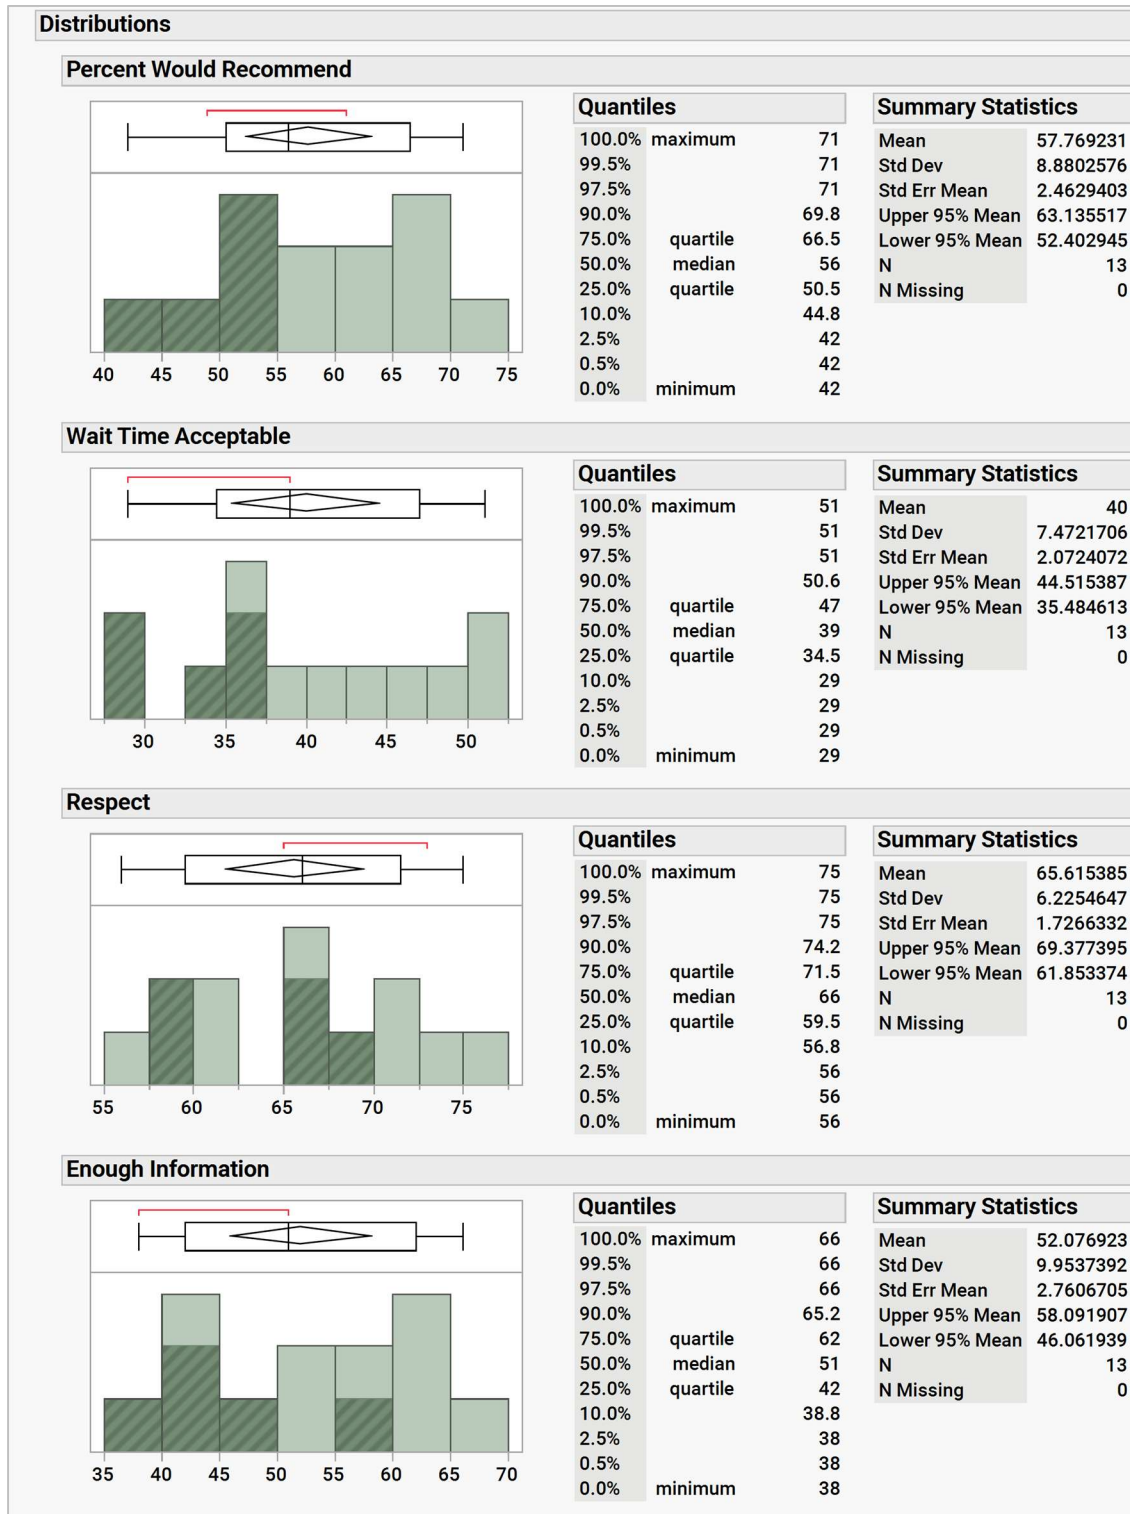 Distributions
Percent Would Recommend
40 45 50 55 60 65 70 75
Quantiles
100.0% maximum 71
99.5% 71
97.5% 71
90.0% 69.8
75.0% quartile 66.5
50.0% median 56
25.0% quartile 50.5
10.0% 44.8
2.5% 42
0.5% 42
0.0% minimum 42
Summary Statistics
Mean 57.769231
Std Dev 8.8802576
Std Err Mean 2.4629403
Upper 95% Mean 63.135517
Lower 95% Mean 52.402945
N 13
N Missing 0
Wait Time Acceptable
30 35 40 45 50
Quantiles
100.0% maximum 51
99.5% 51
97.5% 51
90.0% 50.6
75.0% quartile 47
50.0% median 39
25.0% quartile 34.5
10.0% 29
2.5% 29
0.5% 29
0.0% minimum 29
Summary Statistics
Mean 40
Std Dev 7.4721706
Std Err Mean 2.0724072
Upper 95% Mean 44.515387
Lower 95% Mean 35.484613
N 13
N Missing 0
Respect
55 60 65 70 75
Quantiles
100.0% maximum 75
99.5% 75
97.5% 75
90.0% 74.2
75.0% quartile 71.5
50.0% median 66
25.0% quartile 59.5
10.0% 56.8
2.5% 56
0.5% 56
0.0% minimum 56
Summary Statistics
Mean 65.615385
Std Dev 6.2254647
Std Err Mean 1.7266332
Upper 95% Mean 69.377395
Lower 95% Mean 61.853374
N 13
N Missing 0
Enough Information
35 40 45 50 55 60 65 70
Quantiles
100.0% maximum 66
99.5% 66
97.5% 66
90.0% 65.2
75.0% quartile 62
50.0% median 51
25.0% quartile 42
10.0% 38.8
2.5% 38
0.5% 38
0.0% minimum 38
Summary Statistics
Mean 52.076923
Std Dev 9.9537392
Std Err Mean 2.7606705
Upper 95% Mean 58.091907
Lower 95% Mean 46.061939
N 13
N Missing 0